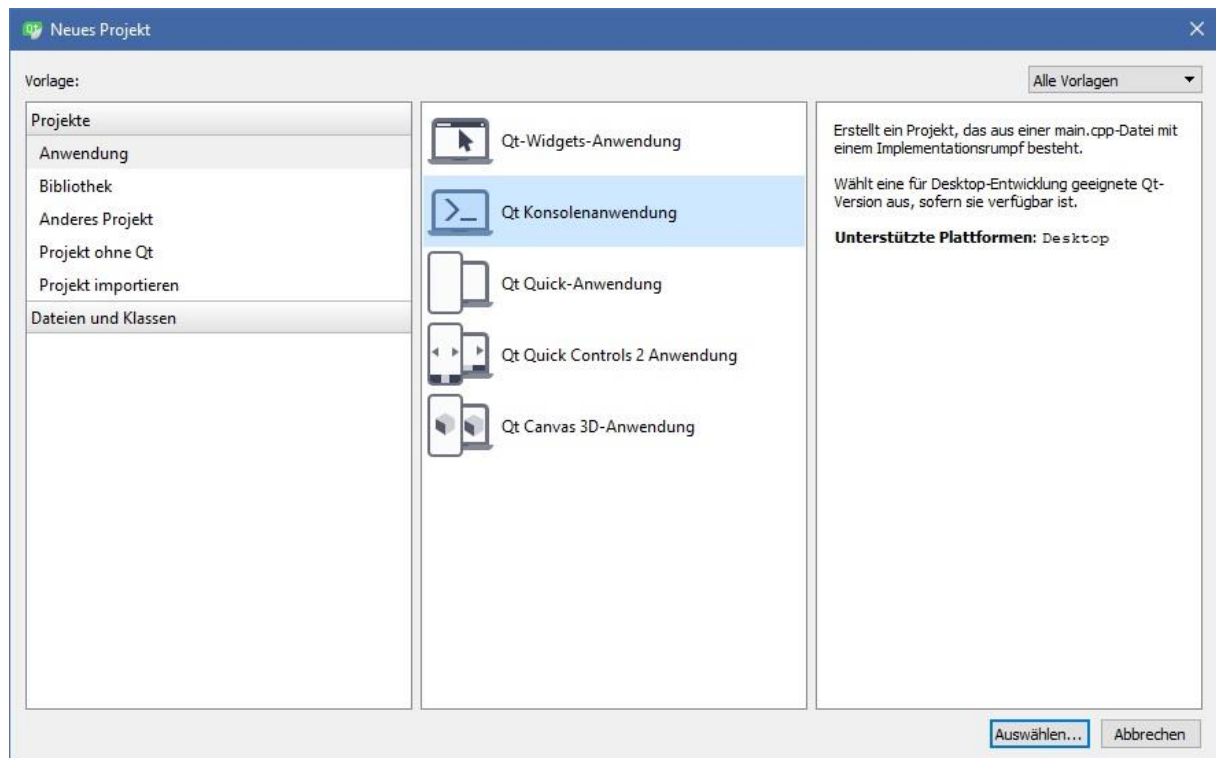 Neues Projekt
Vorlage:
Alle Vorlagen
Projekte
Anwendung
Bibliothek
Anderes Projekt
Projekt ohne Qt
Projekt importieren
Dateien und Klassen
Qt-Widgets-Anwendung
Qt Konsolenanwendung
Qt Quick-Anwendung
Qt Quick Controls 2 Anwendung
Qt Canvas 3D-Anwendung
Erstellt ein Projekt, das aus einer main.cpp-Datei mit
einem Implementationsrumpf besteht.
Wählt eine für Desktop-Entwicklung geeignete Qt-
Version aus, sofern sie verfügbar ist.
Unterstützte Plattformen: Desktop
Auswählen...
Abbrechen